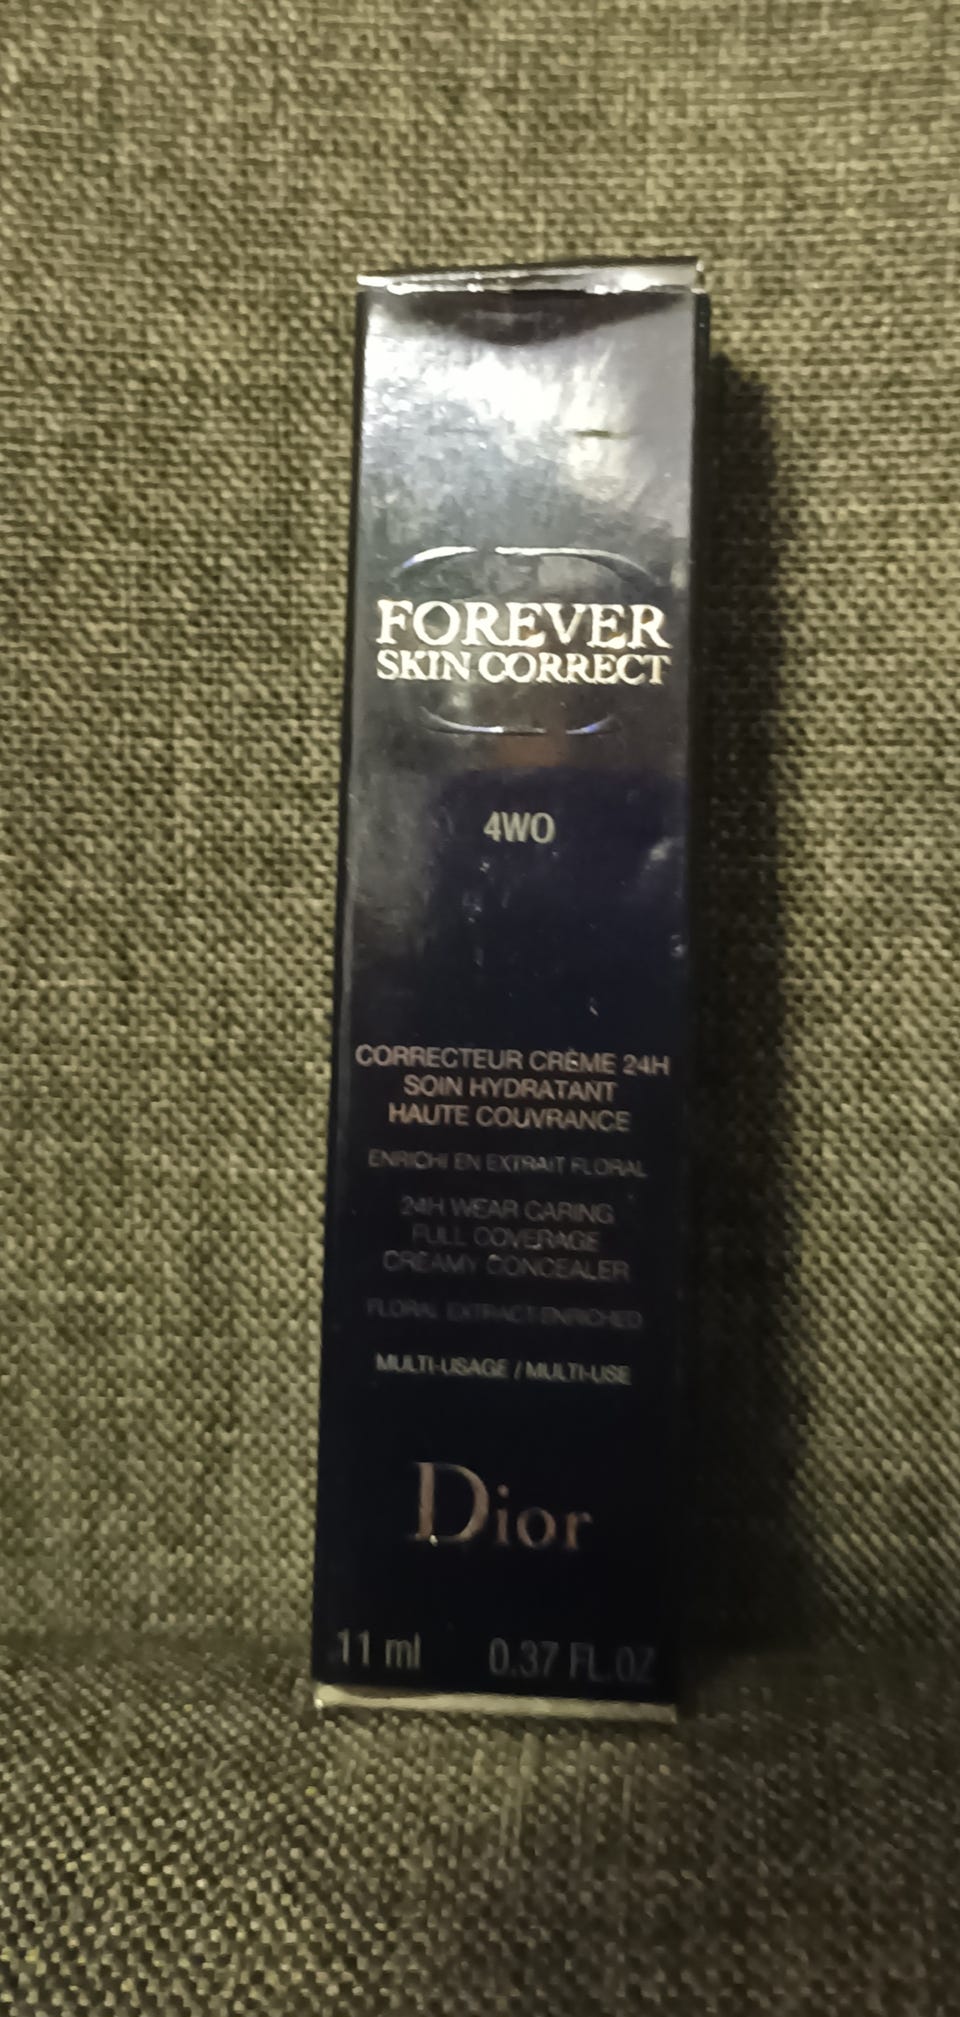 FOREVER
SKIN CORRECT
4WO
CORRECTEUR CRÈME 24H
SOIN HYDRATANT
HAUTE COUVRANCE
ENRICHI EN EXTRAIT FLORAL
24H WEAR CARING
FULL COVERAGE
CREAMY CONCEALER
FLORAL EXTRACT ENRICHED
MULTI-USAGE / MULTI-USE
Dior
11 ml 0.37 FL.OZ